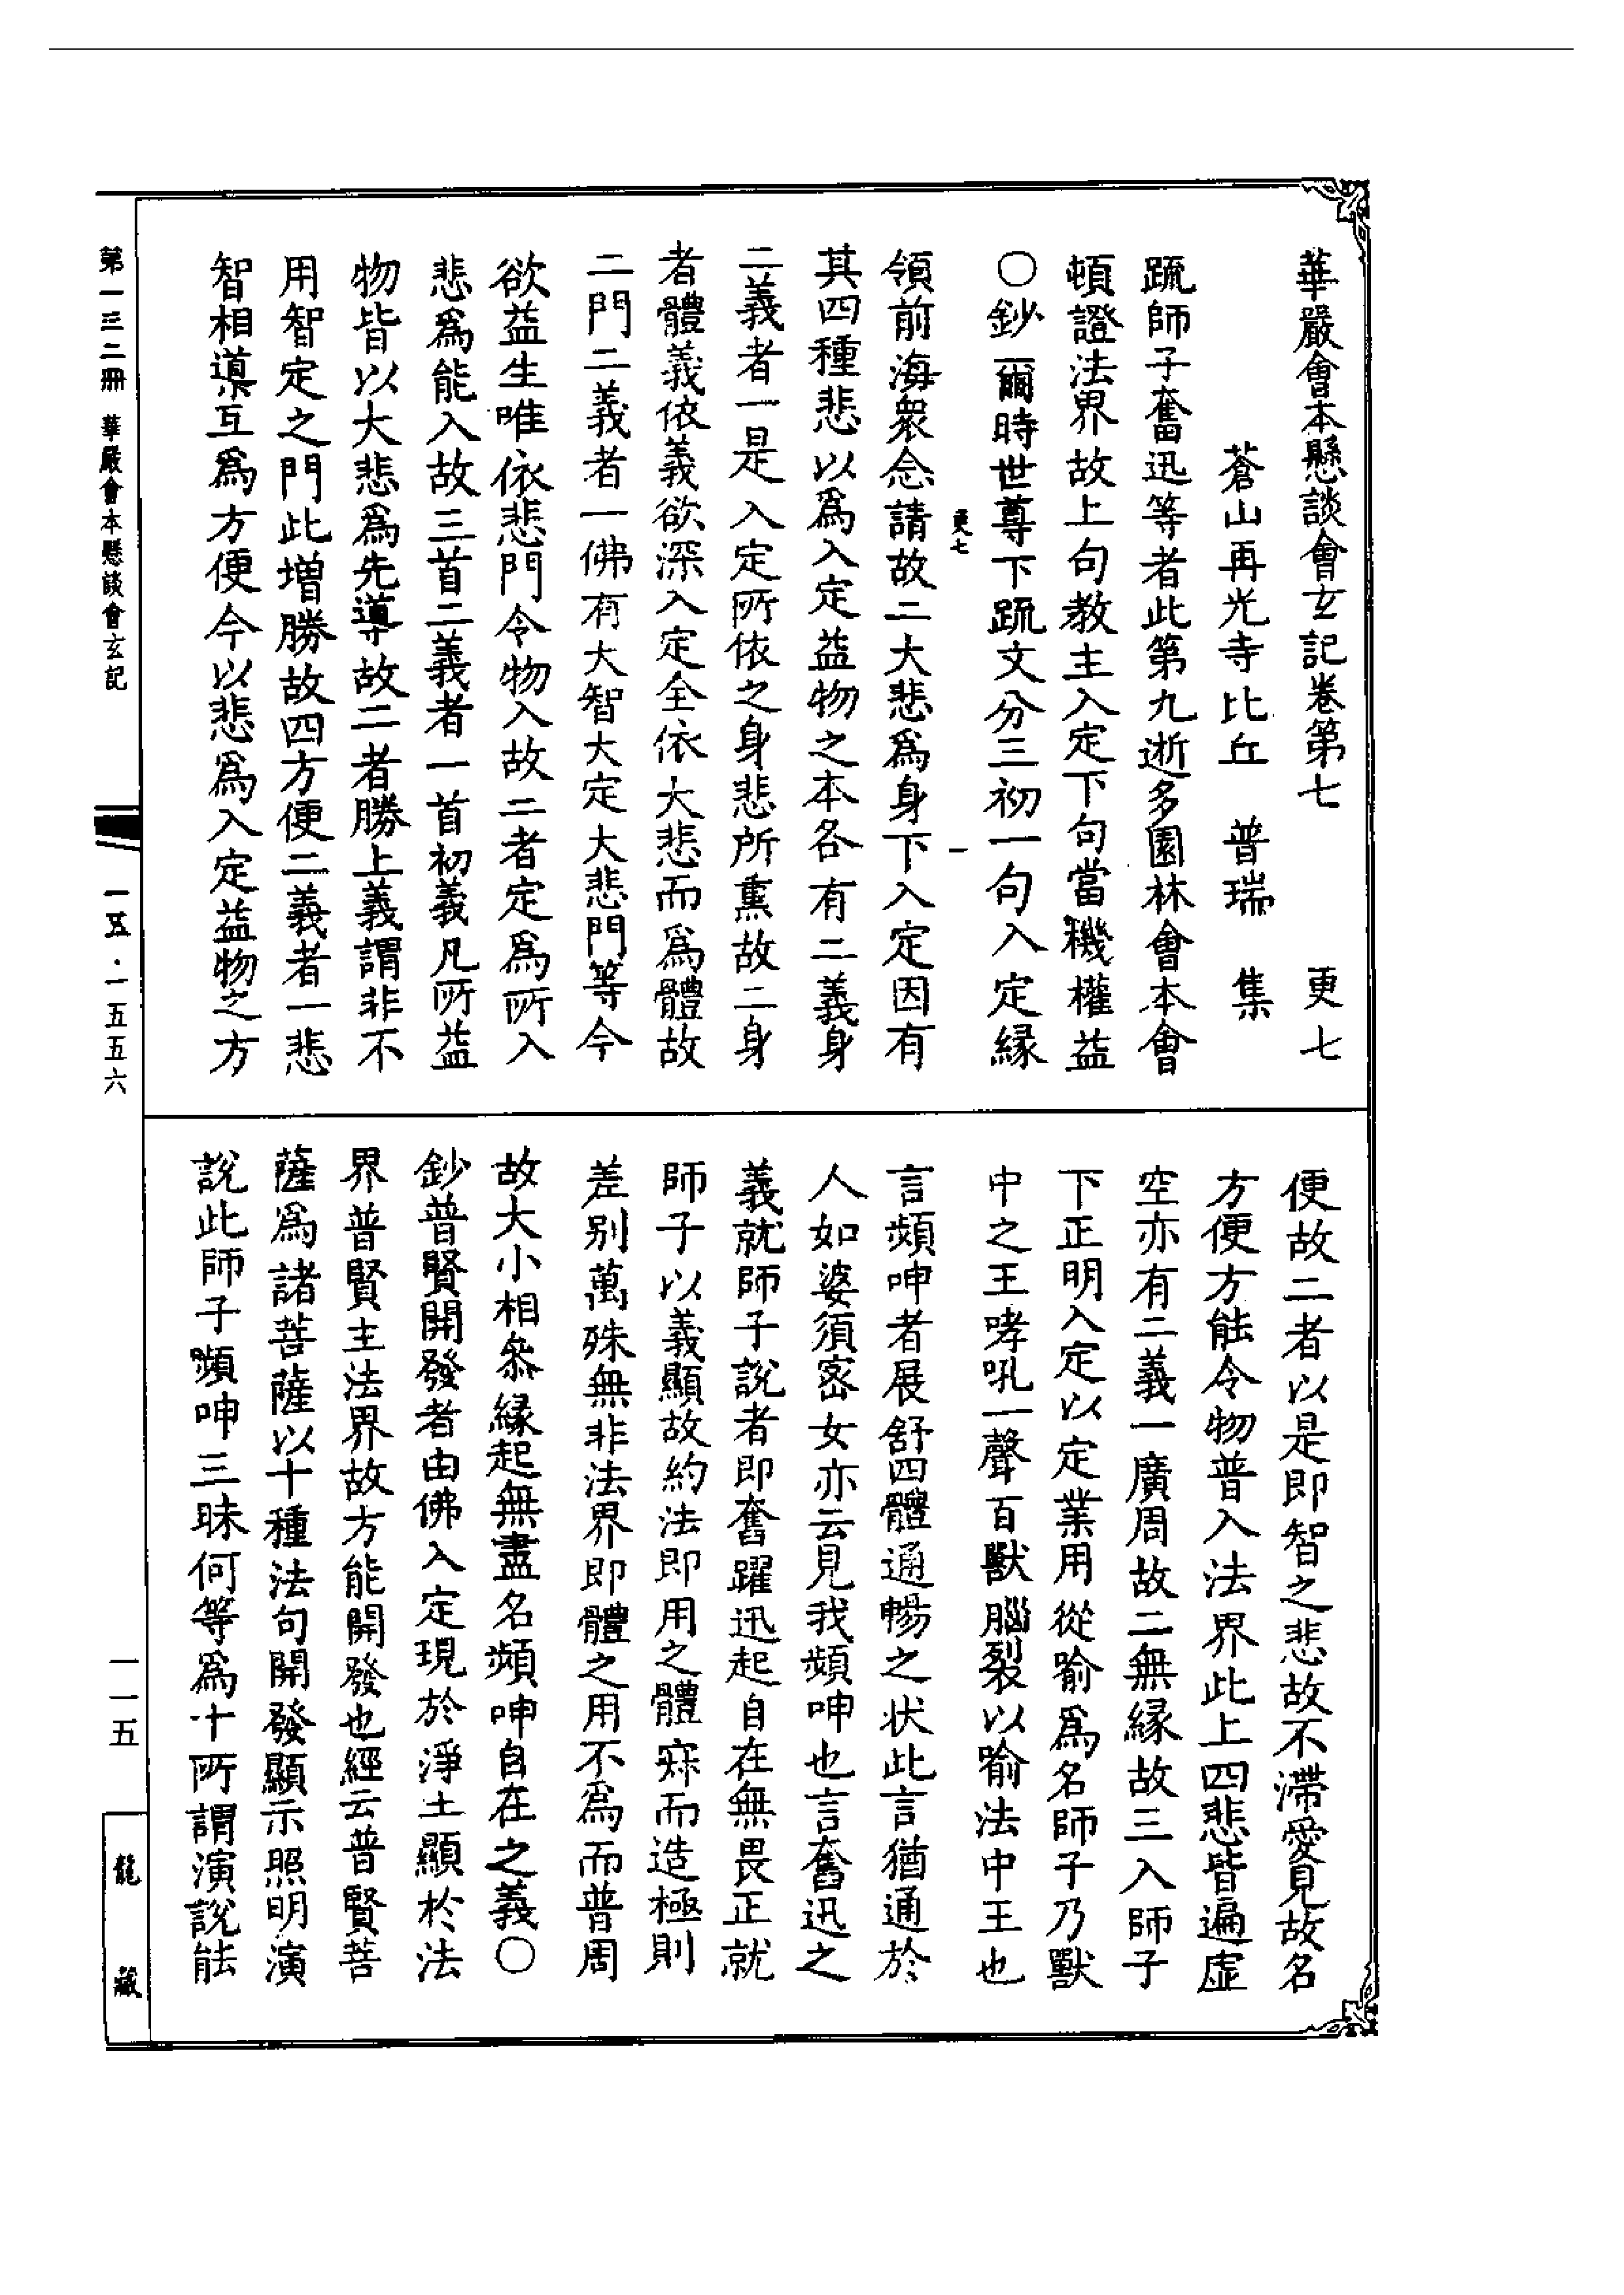 華嚴會本懸談會玄記卷第七 更七
蒼山再光寺比丘 普瑞 集
䟽師子奮迅等者此第九逝多園林會本會
頓證法界故上句教主入定下句當機權益
〇鈔爾時世尊下䟽文分三初一句入定縁
更七 一
領前海衆念請故二大悲爲身下入定因有
其四種悲以爲入定益物之本各有二義身
二義者一是入定所依之身悲所熏故二身
者體義依義欲深入定全依大悲而爲體故
二門二義者一佛有大智大定大悲門等今
欲益生唯依悲門令物入故二者定爲所入
悲爲能入故三首二義者一首初義凡所益
物皆以大悲爲先導故二者勝上義謂非不
用智定之門此增勝故四方便二義者一悲
智相導互爲方便今以悲爲入定益物之方
便故二者以是即智之悲故不滯愛見故名
方便方能令物普入法界此上四悲皆遍虛
空亦有二義一廣周故二無縁故三入師子
下正明入定以定業用從喻爲名師子乃獸
中之王哮吼一聲百獸腦裂以喻法中王也
言頻呻者展舒四體通暢之状此言猶通於
人如婆須密女亦云見我頻呻也言奮迅之
義就師子說者即奮躍迅起自在無畏正就
師子以義顯故約法即用之體寂而造極則
差別萬殊無非法界即體之用不爲而普周
故大小相叅縁起無盡名頻呻自在之義〇
鈔普賢開發者由佛入定現於淨土顯於法
界普賢主法界故方能開發也經云普賢菩
薩爲諸菩薩以十種法句開發顯示照明演
說此師子嚬呻三昧何等爲十所謂演說能
第一三二冊 華嚴會本懸談會玄記
一五·一五五六
一一五
龍藏